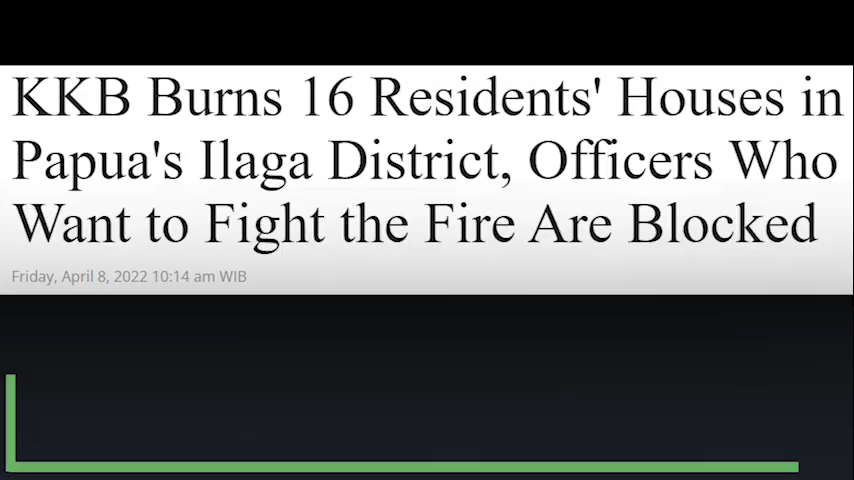 KKB Burns 16 Residents' Houses in
Papua's Ilaga District, Officers Who
Want to Fight the Fire Are Blocked
Friday, April 8, 2022 10:14 am WIB